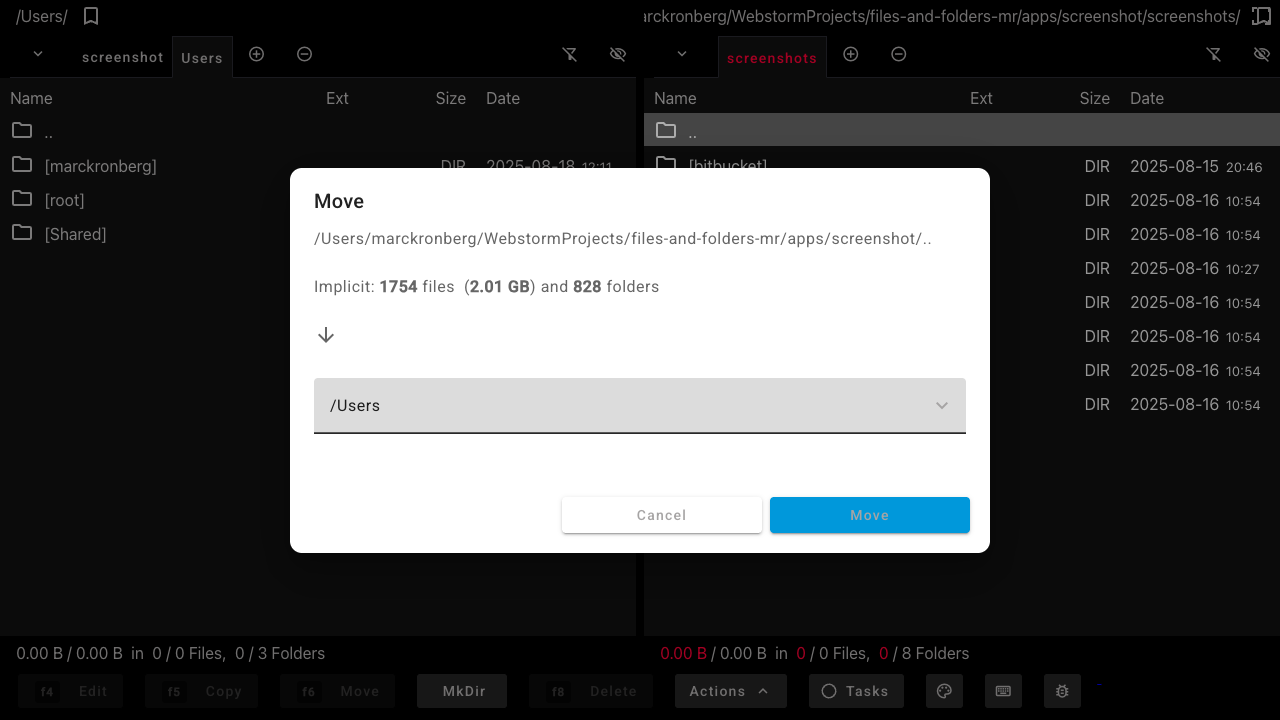 /Users/
arckronberg/WebstormProjects/files-and-folders-mr/apps/screenshot/screenshots/
screenshot Users
screenshots
Name Ext Size Date
Name Ext Size Date
..
..
[marckronberg] DIR 2025-08-18 12:11
[bitbucket] DIR 2025-08-15 20:46
[root]
DIR 2025-08-16 10:54
[Shared]
DIR 2025-08-16 10:54
DIR 2025-08-16 10:27
DIR 2025-08-16 10:54
DIR 2025-08-16 10:54
DIR 2025-08-16 10:54
DIR 2025-08-16 10:54
Move
/Users/marckronberg/WebstormProjects/files-and-folders-mr/apps/screenshot/..
Implicit: 1754 files (2.01 GB) and 828 folders
/Users
Cancel Move
0.00 B / 0.00 B in 0 / 0 Files, 0 / 3 Folders
0.00 B / 0.00 B in 0 / 0 Files, 0 / 8 Folders
f4 Edit f5 Copy f6 Move MkDir f8 Delete Actions Tasks